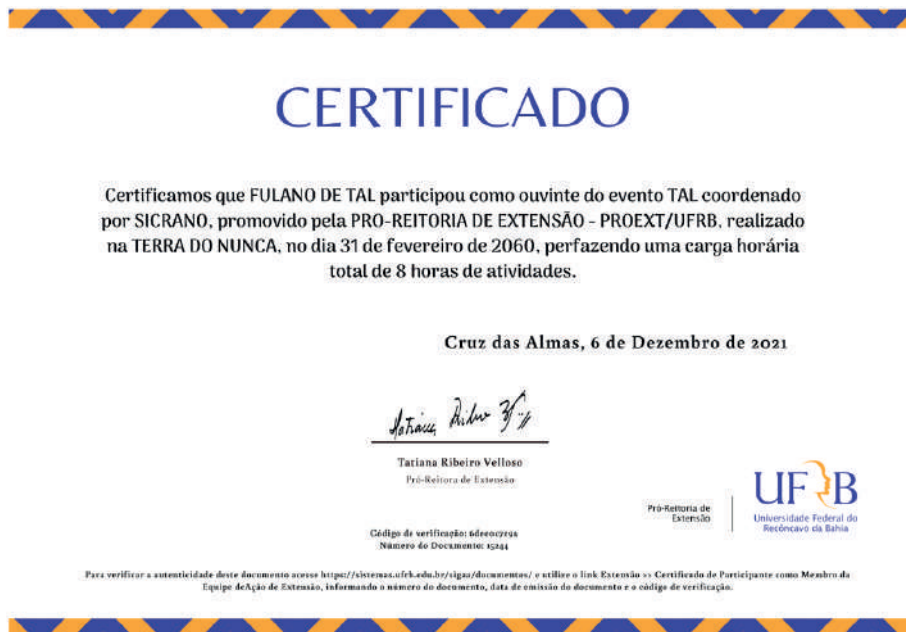 CERTIFICADO
Certificamos que FULANO DE TAL participou como ouvinte do evento TAL coordenado
por SICRANO, promovido pela PRO-REITORIA DE EXTENSÃO - PROEXT/UFRB, realizado
na TERRA DO NUNCA, no dia 31 de fevereiro de 2060, perfazendo uma carga horária
total de 8 horas de atividades.
Cruz das Almas, 6 de Dezembro de 2021
Tatiana Ribeiro Velloso
Pró-Reitora de Extensão
Pró-Reitoria de
Extensão
UFRB
Universidade Federal do
Recôncavo da Bahia
Código de verificação:
Número do Documento: 15244
Para verificar a autenticidade deste documento acesse https://sistemas.ufrb.edu.br/sigaa/documentos/ e utilize o link Extensão >> Certificado de Participante como Membro da
Equipe deAção de Extensão, informando o número do documento, data de emissão do documento e o código de verificação.